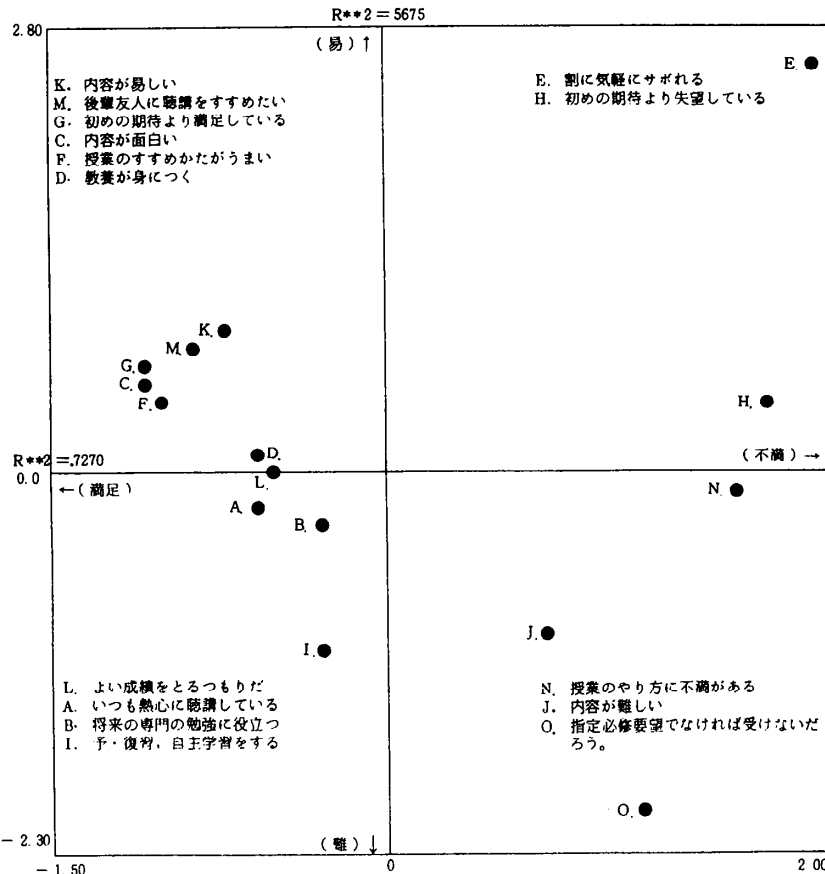 R**2=5675
2.80
(易)↑
K. 内容が易しい
M. 後輩友人に聴講をすすめたい
G. 初めの期待より満足している
C. 内容が面白い
F. 授業のすすめかたがうまい
D. 教養が身につく
E. 割に気軽にサボれる
H. 初めの期待より失望している
E.
K.
M.
G.
C.
F.
H.
D.
R**2=.7270
(不満)→
0.0
←(満足)
L.
N.
A.
B.
J.
I.
L. よい成績をとるつもりだ
A. いつも熱心に聴講している
B. 将来の専門の勉強に役立つ
I.予・復習，自主学習をする
N. 授業のやり方に不満がある
J. 内容が難しい
O. 指定必修要望でなければ受けないだ
ろう。
O.
-2.30
(難)↓
-1.50
0
2 00